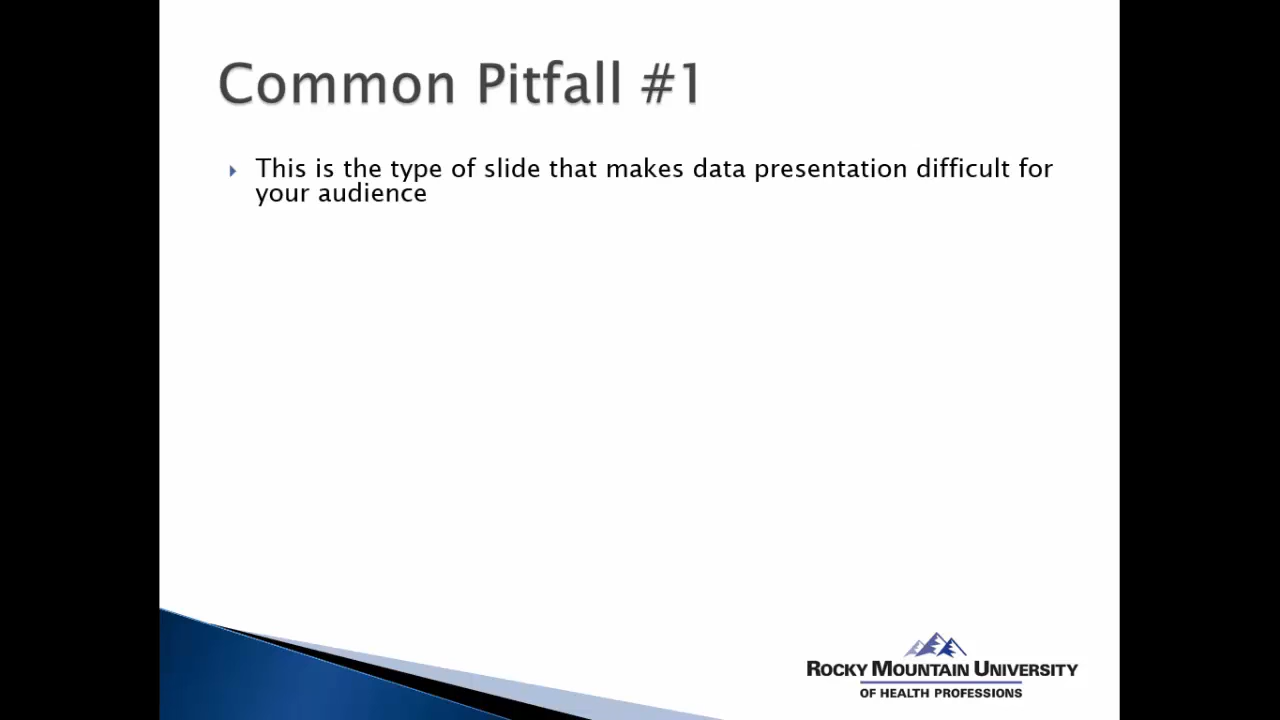 Common Pitfall #1
This is the type of slide that makes data presentation difficult for
your audience
ROCKY MOUNTAIN UNIVERSITY
OF HEALTH PROFESSIONS